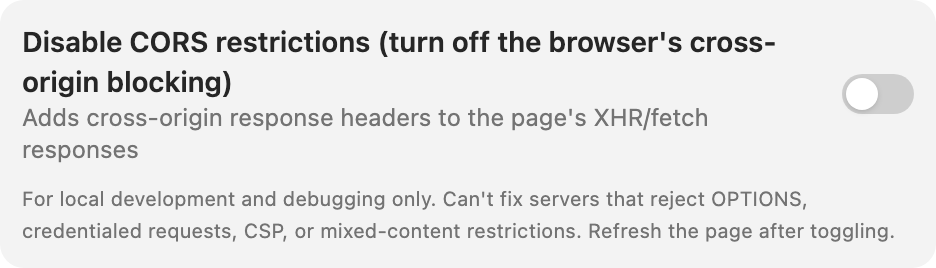 Disable CORS restrictions (turn off the browser's cross-
origin blocking)
Adds cross-origin response headers to the page's XHR/fetch
responses
For local development and debugging only. Can't fix servers that reject OPTIONS,
credentialed requests, CSP, or mixed-content restrictions. Refresh the page after toggling.